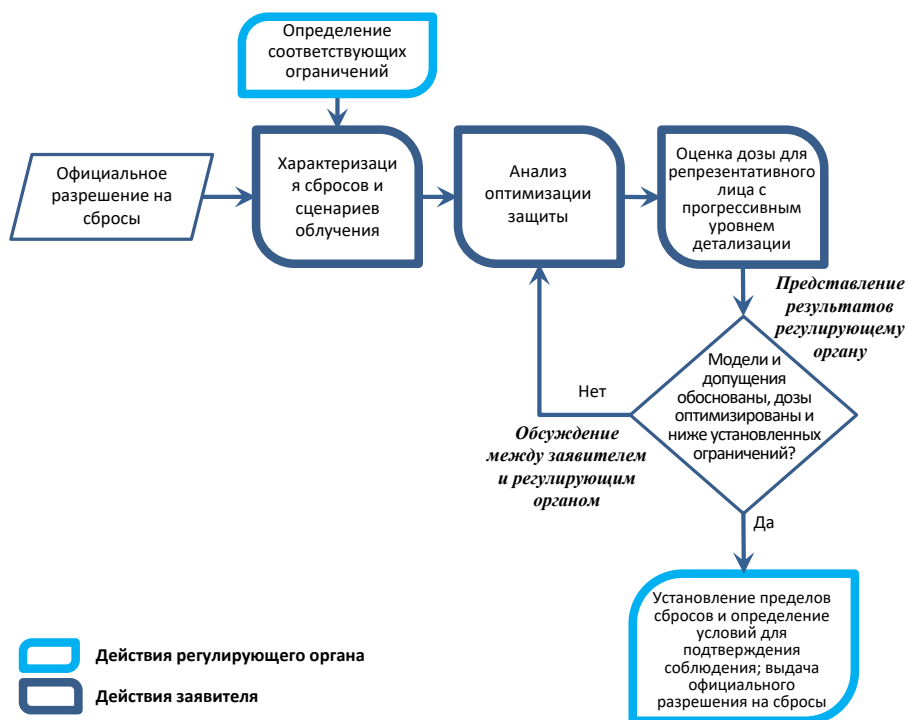 Определение
соответствующих
ограничений
Официальное
разрешение на
сбросы
Характеризаци
я сбросов и
сценариев
облучения
Анализ
оптимизации
защиты
Оценка дозы для
репрезентативного
лица с
прогрессивным
уровнем
детализации
Представление
результатов
регулирующему
органу
Модели и
допущения
обоснованы, дозы
оптимизированы и
ниже установленных
ограничений?
Нет
Обсуждение
между заявителем
и регулирующим
органом
Да
Установление пределов
сбросов и определение
условий для
подтверждения
соблюдения; выдача
официального
разрешения на сбросы
Действия регулирующего органа
Действия заявителя